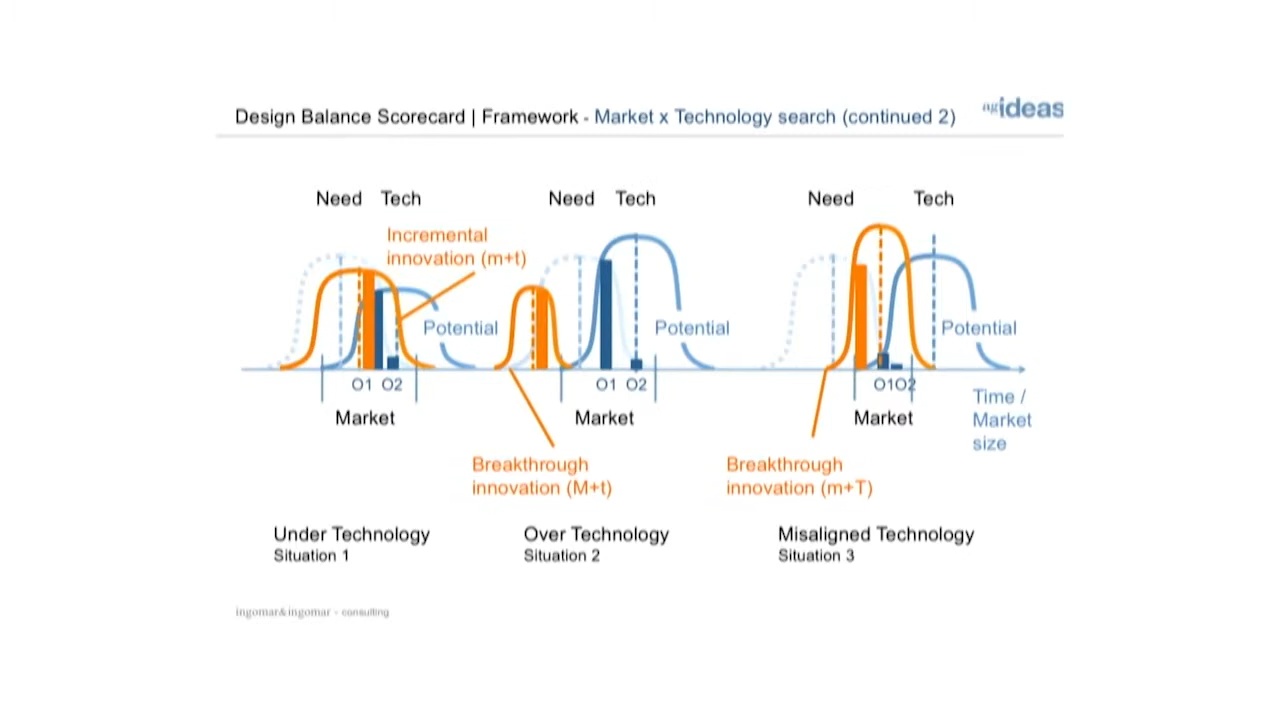 Design Balance Scorecard | Framework - Market x Technology search (continued 2)
agideas
Need Tech
Need Tech
Need Tech
Incremental
innovation (m+t)
Potential
Potential
Potential
O1 O2
O1 O2
O1O2
Market
Market
Market
Time /
Market
size
Breakthrough
innovation (M+t)
Breakthrough
innovation (m+T)
Under Technology
Situation 1
Over Technology
Situation 2
Misaligned Technology
Situation 3
ingomar&ingomar - consulting